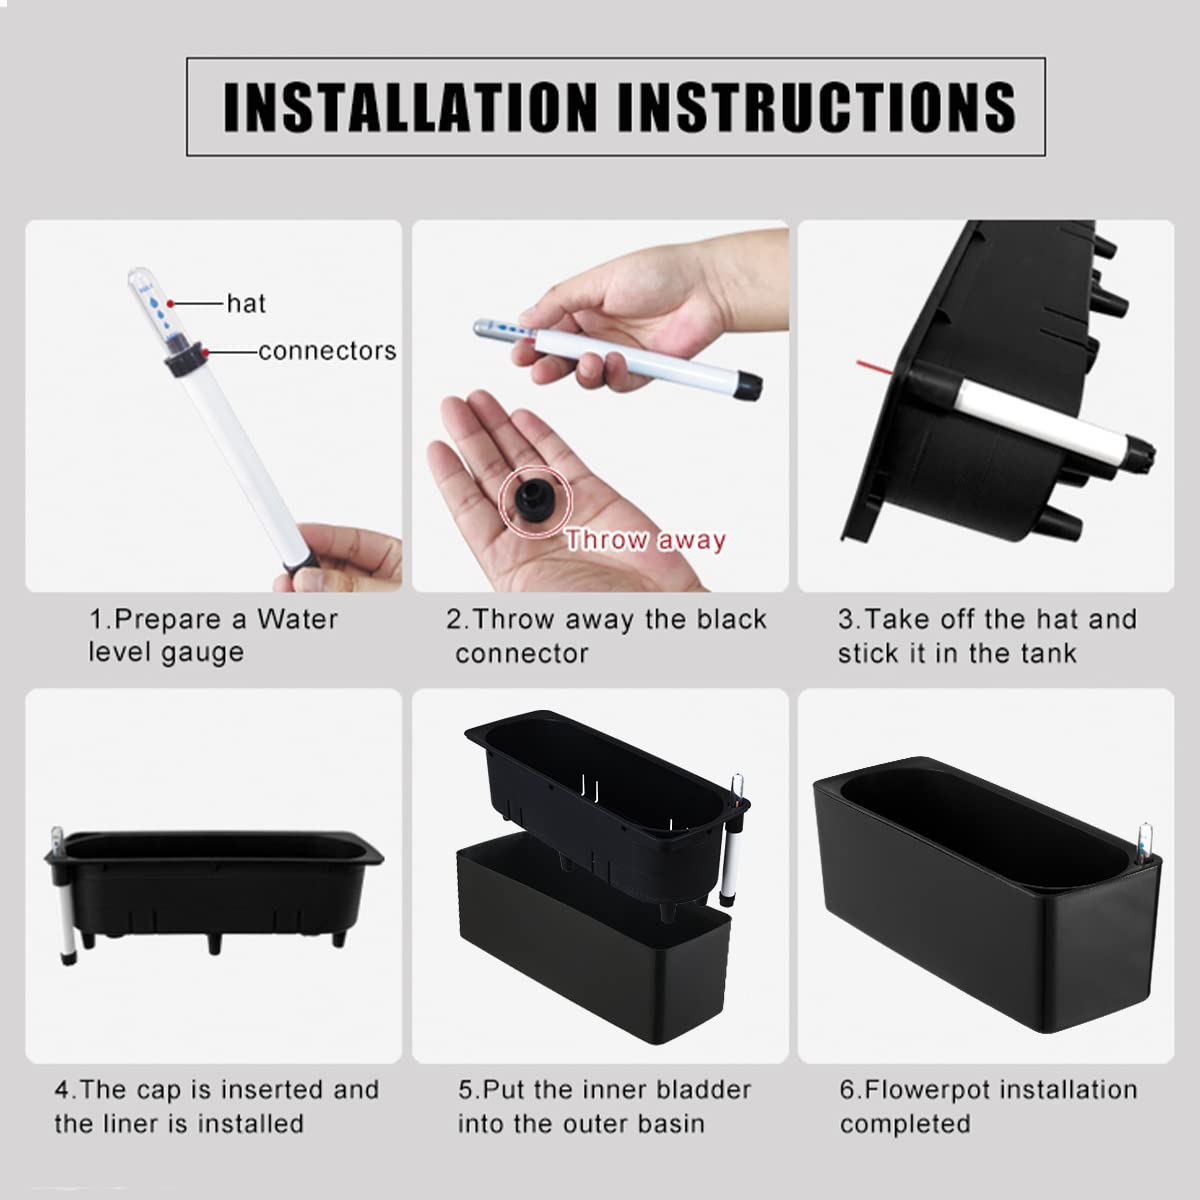 INSTALLATION INSTRUCTIONS
hat
connectors
Throw away
1.Prepare a Water
level gauge
2.Throw away the black
connector
3.Take off the hat and
stick it in the tank
4.The cap is inserted and
the liner is installed
5.Put the inner bladder
into the outer basin
6.Flowerpot installation
completed